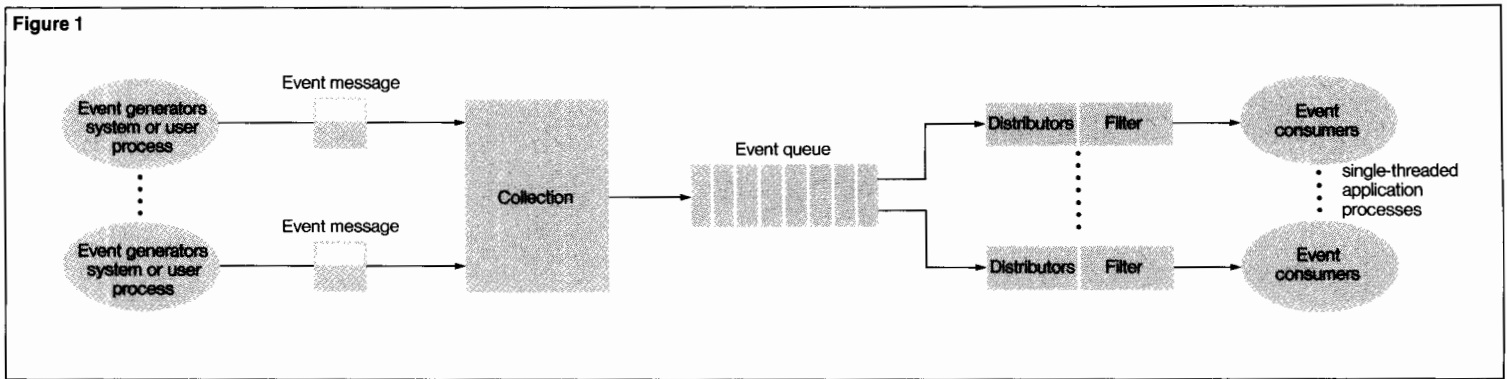 Figure 1
Event generators
system or user
process
Event message
Event generators
system or user
process
Event message
Collection
Event queue
Distributors
Filter
Distributors
Filter
Event
consumers
single-threaded
application
processes
Event
consumers